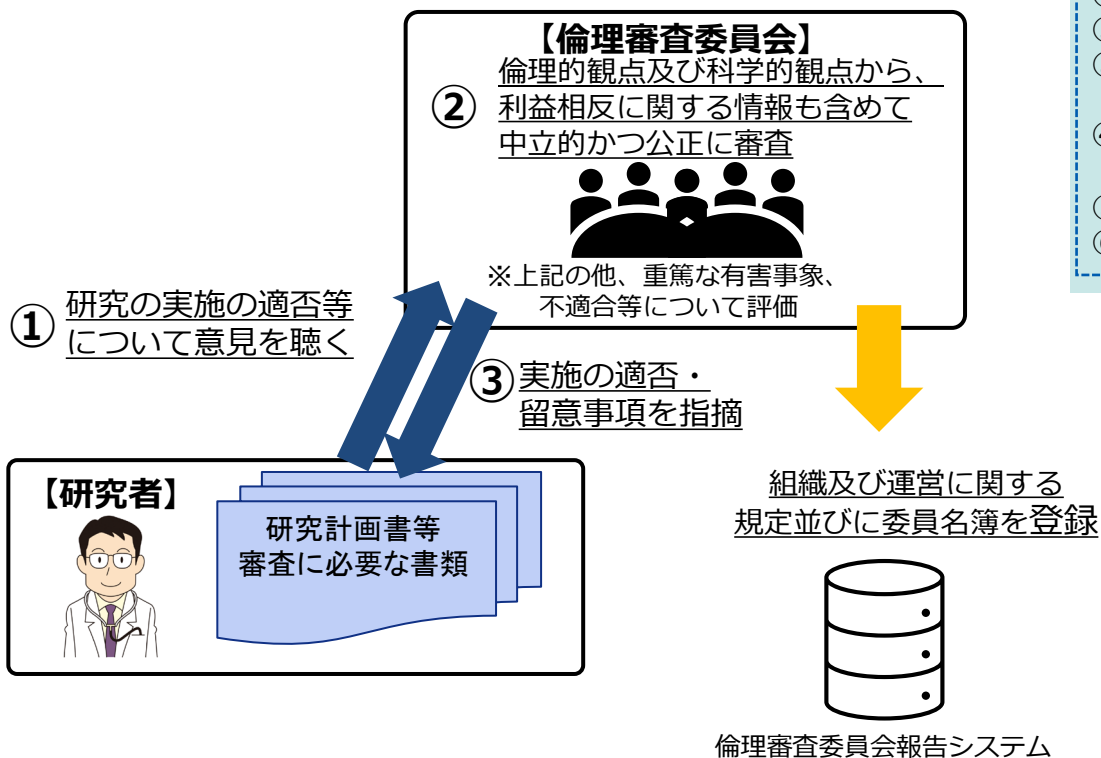 【倫理審査委員会】
② 倫理的観点及び科学的観点から、
利益相反に関する情報も含めて
中立的かつ公正に審査
※上記の他、重篤な有害事象、
不適合等について評価
① 研究の実施の適否等
について意見を聴く
③ 実施の適否・
留意事項を指摘
【研究者】
研究計画書等
審査に必要な書類
組織及び運営に関する
規定並びに委員名簿を登録
倫理審査委員会報告システム